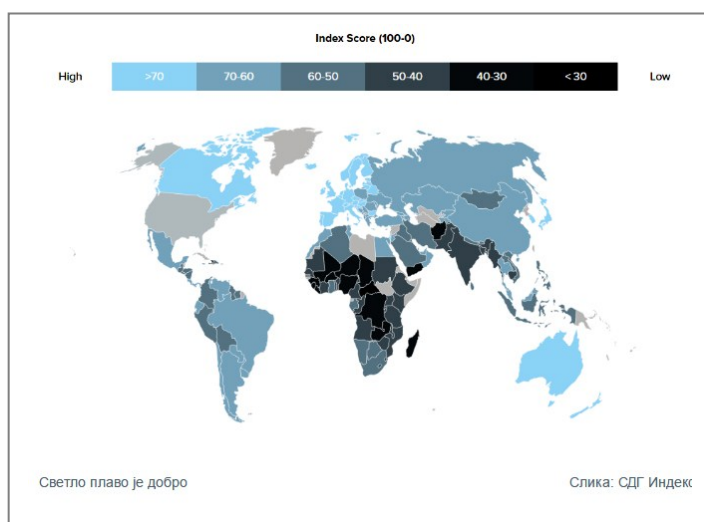 Index Score (100-0)
High >70 70-60 60-50 50-40 40-30 < 30 Low
Светло плаво је добро Слика: СДГ Индекс